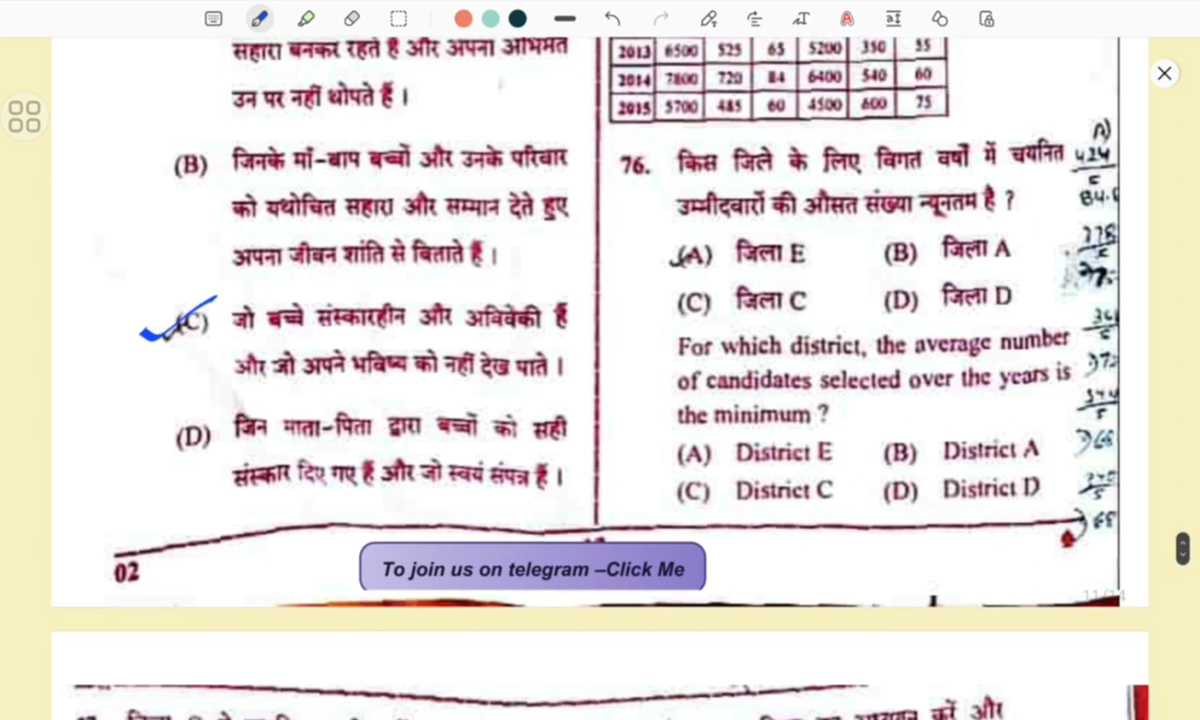 सहारा बनकर रहते हैं और अपना अभिमत
उन पर नहीं थोपते हैं ।
(B) जिनके माँ-बाप बच्चों और उनके परिवार
को यथोचित सहारा और सम्मान देते हुए
अपना जीवन शांति से बिताते हैं ।
(C) जो बच्चे संस्कारहीन और अविवेकी हैं
और जो अपने भविष्य को नहीं देख पाते ।
(D) जिन माता-पिता द्वारा बच्चों को सही
संस्कार दिए गए हैं और जो स्वयं संपन्न हैं ।
02
2013 6500 525 65 5200 350 55
2014 7800 720 84 6400 540 60
2015 5700 485 60 4500 600 75
76. किस जिले के लिए विगत वर्षों में चयनित
उम्मीदवारों की औसत संख्या न्यूनतम है ?
(A) जिला E (B) जिला A
(C) जिला C (D) जिला D
For which district, the average number
of candidates selected over the years is
the minimum ?
(A) District E (B) District A
(C) District C (D) District D
A)
424
5
To join us on telegram –Click Me
11/14